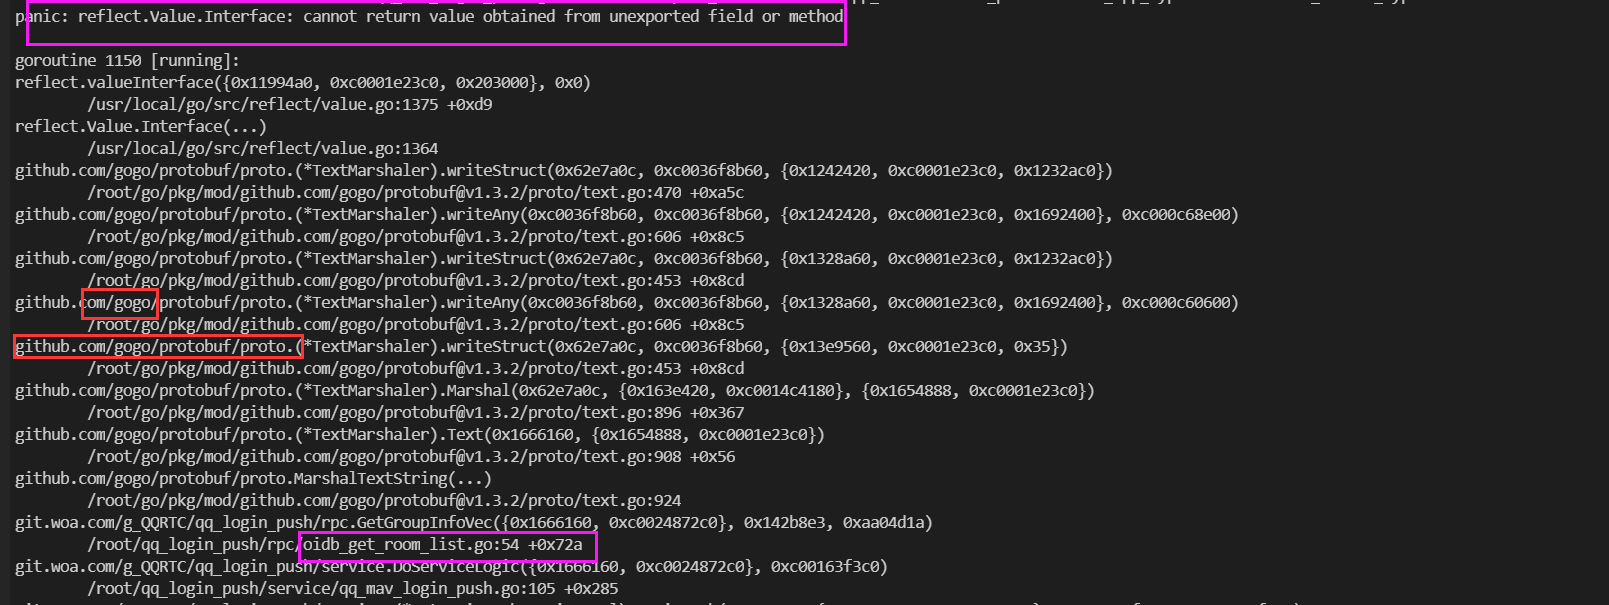 panic: reflect.Value.Interface: cannot return value obtained from unexported field or method
goroutine 1150 [running]:
reflect.valueInterface({0x11994a0, 0xc0001e23c0, 0x203000}, 0x0)
/usr/local/go/src/reflect/value.go:1375 +0xd9
reflect.Value.Interface(...)
/usr/local/go/src/reflect/value.go:1364
github.com/gogo/protobuf/proto.(*TextMarshaler).writeStruct(0x62e7a0c, 0xc0036f8b60, {0x1242420, 0xc0001e23c0, 0x1232ac0})
/root/go/pkg/mod/github.com/gogo/protobuf@v1.3.2/proto/text.go:470 +0xa5c
github.com/gogo/protobuf/proto.(*TextMarshaler).writeAny(0xc0036f8b60, 0xc0036f8b60, {0x1242420, 0xc0001e23c0, 0x1692400}, 0xc000c68e00)
/root/go/pkg/mod/github.com/gogo/protobuf@v1.3.2/proto/text.go:606 +0x8c5
github.com/gogo/protobuf/proto.(*TextMarshaler).writeStruct(0x62e7a0c, 0xc0036f8b60, {0x1328a60, 0xc0001e23c0, 0x1232ac0})
/root/go/pkg/mod/github.com/gogo/protobuf@v1.3.2/proto/text.go:453 +0x8cd
github.com/gogo/protobuf/proto.(*TextMarshaler).writeAny(0xc0036f8b60, 0xc0036f8b60, {0x1328a60, 0xc0001e23c0, 0x1692400}, 0xc000c60600)
/root/go/pkg/mod/github.com/gogo/protobuf@v1.3.2/proto/text.go:606 +0x8c5
github.com/gogo/protobuf/proto.(*TextMarshaler).writeStruct(0x62e7a0c, 0xc0036f8b60, {0x13e9560, 0xc0001e23c0, 0x35})
/root/go/pkg/mod/github.com/gogo/protobuf@v1.3.2/proto/text.go:453 +0x8cd
github.com/gogo/protobuf/proto.(*TextMarshaler).Marshal(0x62e7a0c, {0x163e420, 0xc0014c4180}, {0x1654888, 0xc0001e23c0})
/root/go/pkg/mod/github.com/gogo/protobuf@v1.3.2/proto/text.go:896 +0x367
github.com/gogo/protobuf/proto.(*TextMarshaler).Text(0x1666160, {0x1654888, 0xc0001e23c0})
/root/go/pkg/mod/github.com/gogo/protobuf@v1.3.2/proto/text.go:908 +0x56
github.com/gogo/protobuf/proto.MarshalTextString(...)
/root/go/pkg/mod/github.com/gogo/protobuf@v1.3.2/proto/text.go:924
git.woa.com/g_QQRTC/qq_login_push/rpc.GetGroupInfoVec({0x1666160, 0xc0024872c0}, 0x142b8e3, 0xaa04d1a)
/root/qq_login_push/rpc/oidb_get_room_list.go:54 +0x72a
git.woa.com/g_QQRTC/qq_login_push/service.DoServiceLogic({0x1666160, 0xc0024872c0}, 0xc00163f3c0)
/root/qq_login_push/service/qq_mav_login_push.go:105 +0x285